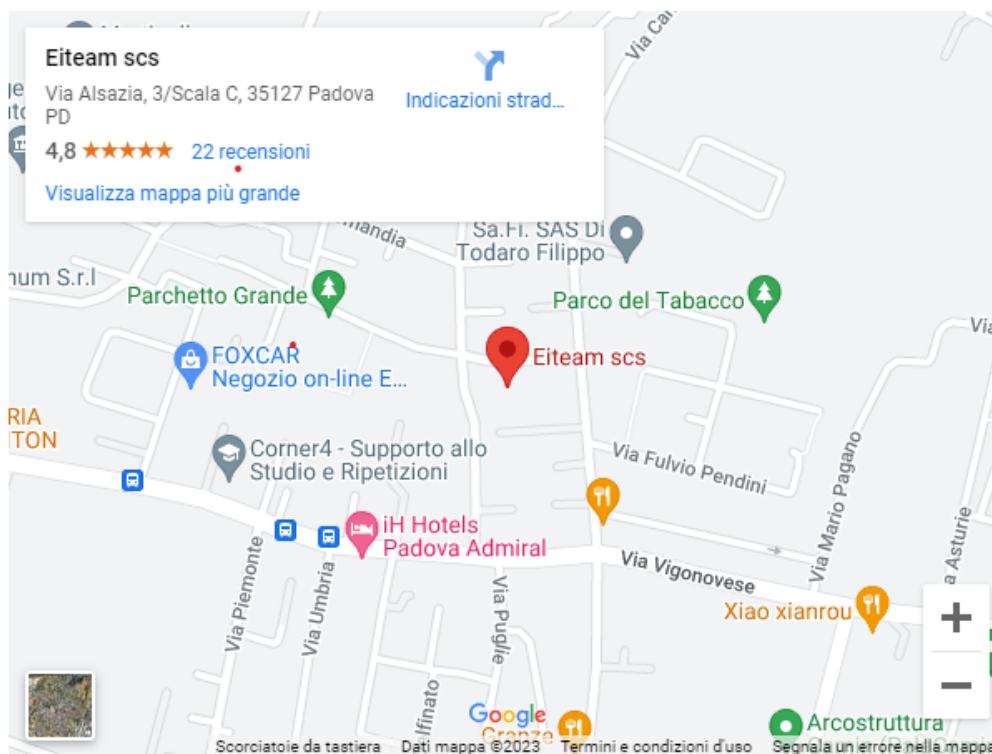 Eiteam scs
Via Alsazia, 3/Scala C, 35127 Padova
PD
Indicazioni strad...
4,8
22 recensioni
Visualizza mappa più grande
Sa.Fi. SAS Di
Todaro Filippo
num S.r.l
Parchetto Grande
Parco del Tabacco
Eiteam scs
FOXCAR
Negozio on-line E...
RIA
TON
Corner4 - Supporto allo
Studio e Ripetizioni
Via Fulvio Pendini
Via Mario Pagano
a Asturie
iH Hotels
Padova Admiral
Via Vigonovese
Via Piemonte
Via Umbria
Via Puglie
Xiao xianrou
Google
Granze
Arcostruttura
Scorciatoie da tastiera
Dati mappa ©2023
Termini e condizioni d'uso
Segnala un errore nella mappa